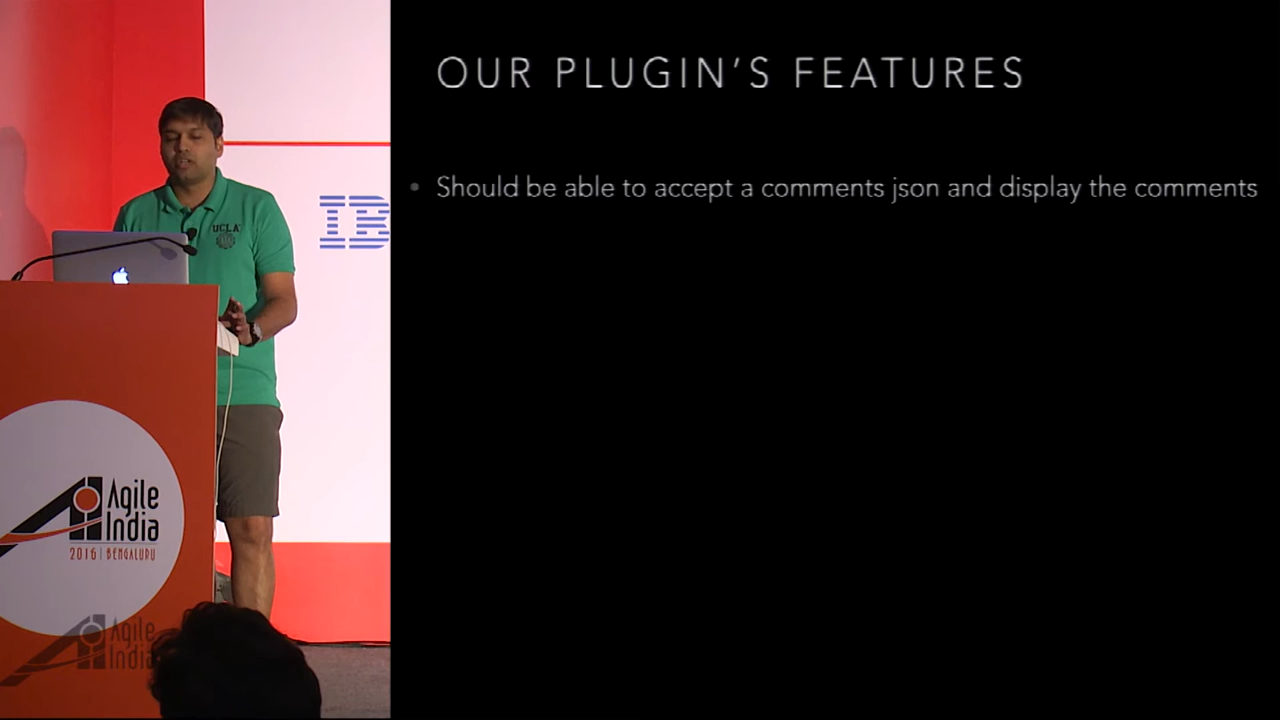 OUR PLUGIN'S FEATURES
• Should be able to accept a comments json and display the comments
UCLA
IB
Agile
India
2016 | BENGALURU
Agile
India